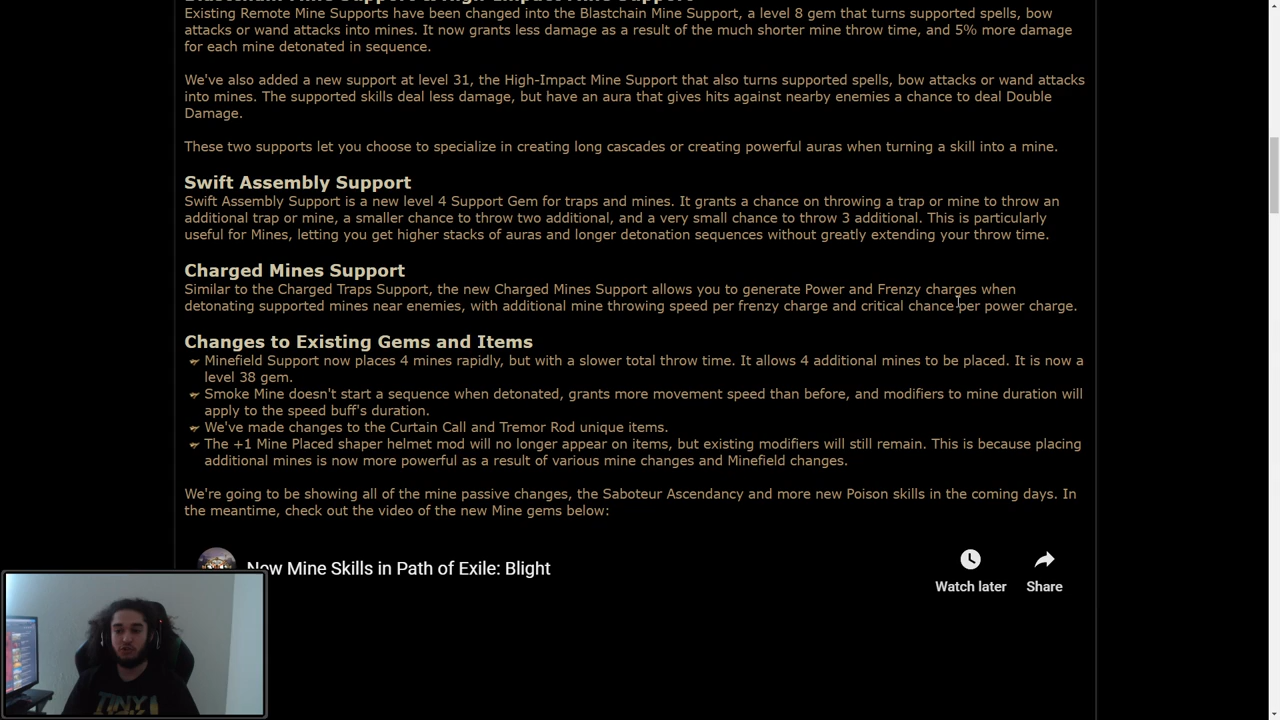 Existing Remote Mine Supports have been changed into the Blastchain Mine Support, a level 8 gem that turns supported spells, bow
attacks or wand attacks into mines. It now grants less damage as a result of the much shorter mine throw time, and 5% more damage
for each mine detonated in sequence.
We've also added a new support at level 31, the High-Impact Mine Support that also turns supported spells, bow attacks or wand attacks
into mines. The supported skills deal less damage, but have an aura that gives hits against nearby enemies a chance to deal Double
Damage.
These two supports let you choose to specialize in creating long cascades or creating powerful auras when turning a skill into a mine.
Swift Assembly Support
Swift Assembly Support is a new level 4 Support Gem for traps and mines. It grants a chance on throwing a trap or mine to throw an
additional trap or mine, a smaller chance to throw two additional, and a very small chance to throw 3 additional. This is particularly
useful for Mines, letting you get higher stacks of auras and longer detonation sequences without greatly extending your throw time.
Charged Mines Support
Similar to the Charged Traps Support, the new Charged Mines Support allows you to generate Power and Frenzy charges when
detonating supported mines near enemies, with additional mine throwing speed per frenzy charge and critical chance per power charge.
Changes to Existing Gems and Items
Minefield Support now places 4 mines rapidly, but with a slower total throw time. It allows 4 additional mines to be placed. It is now a
level 38 gem.
Smoke Mine doesn't start a sequence when detonated, grants more movement speed than before, and modifiers to mine duration will
apply to the speed buff's duration.
We've made changes to the Curtain Call and Tremor Rod unique items.
The +1 Mine Placed shaper helmet mod will no longer appear on items, but existing modifiers will still remain. This is because placing
additional mines is now more powerful as a result of various mine changes and Minefield changes.
We're going to be showing all of the mine passive changes, the Saboteur Ascendancy and more new Poison skills in the coming days. In
the meantime, check out the video of the new Mine gems below:
New Mine Skills in Path of Exile: Blight
Watch later
Share
TINY